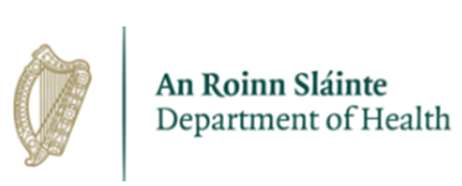 An Roinn Sláinte
Department of Health